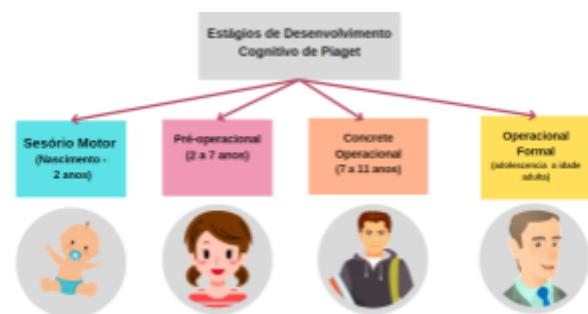 Estágios de Desenvolvimento
Cognitivo de Piaget
Sesório Motor
(Nascimento -
2 anos)
Pré-operacional
(2 a 7 anos)
Concrete
Operacional
(7 a 11 anos)
Operacional
Formal
(adolescencia a idade
adulta)